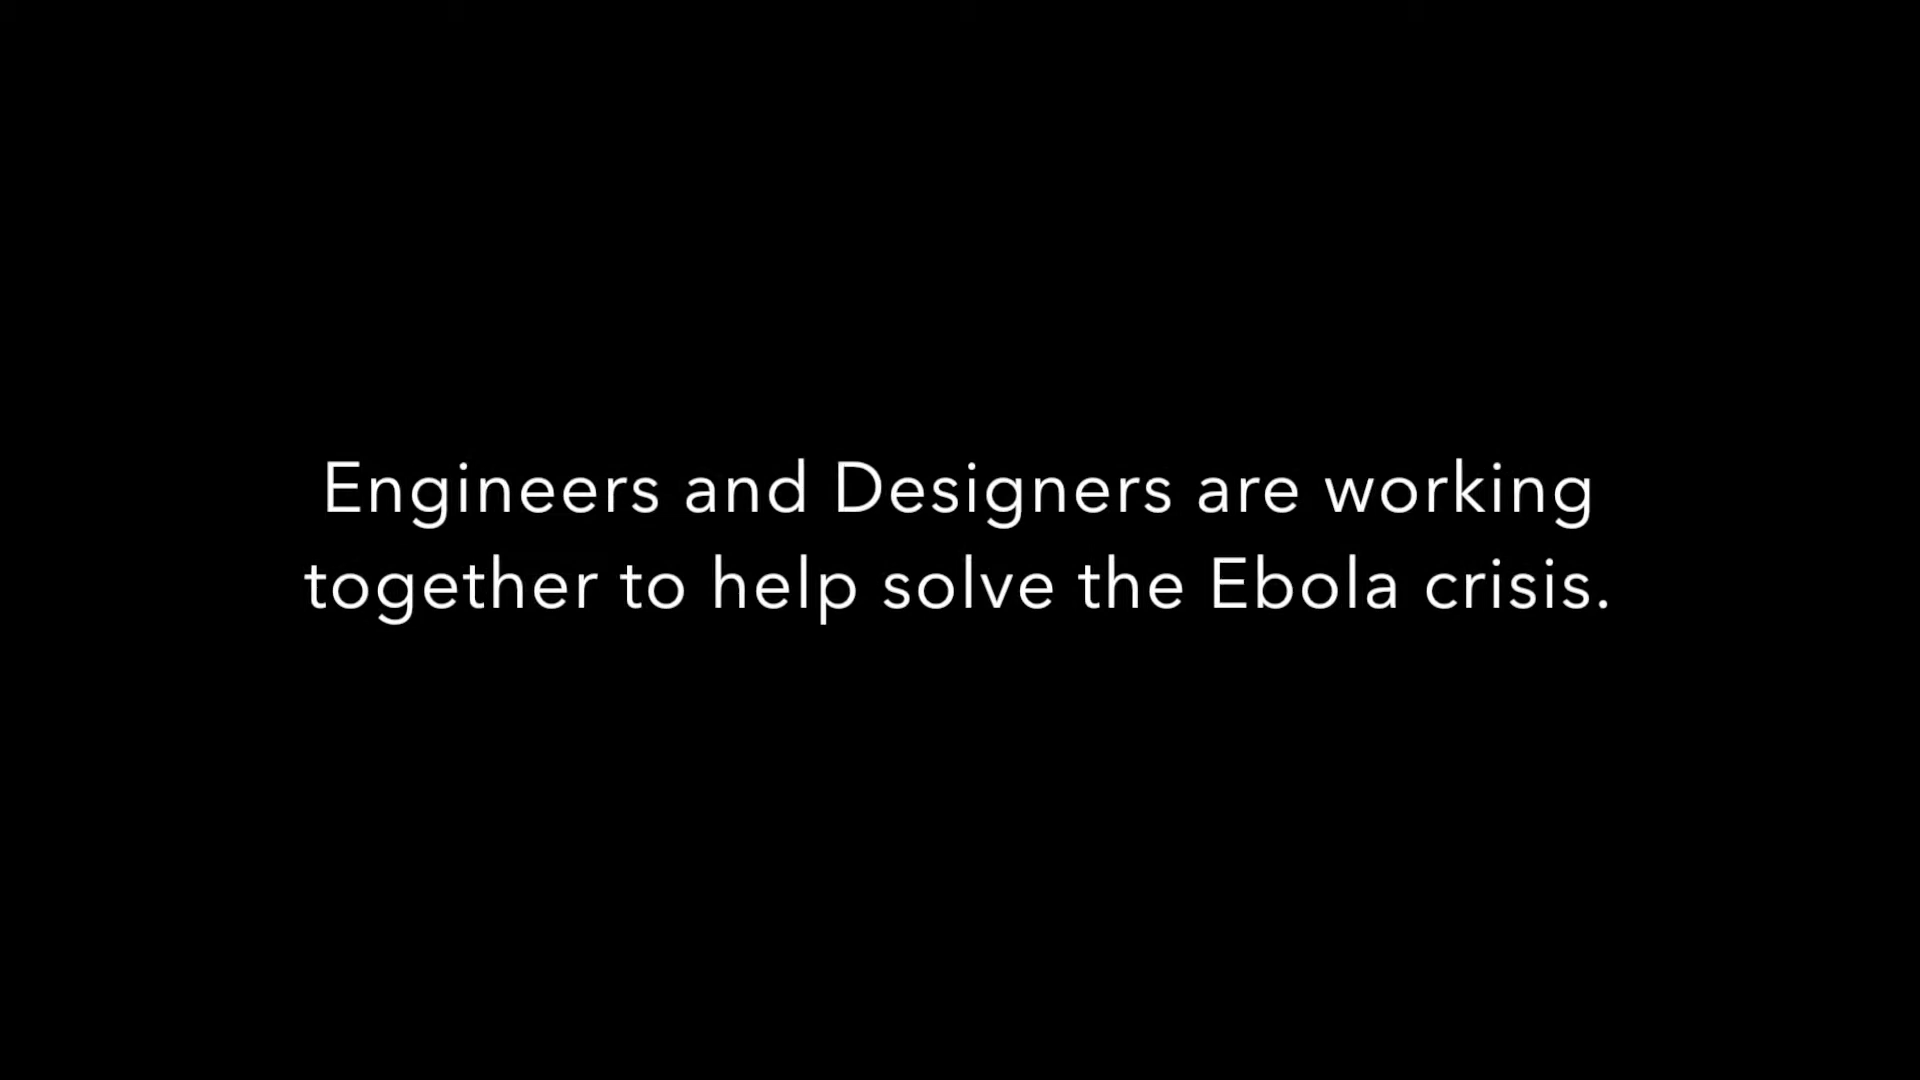 Engineers and Designers are working
together to help solve the Ebola crisis.